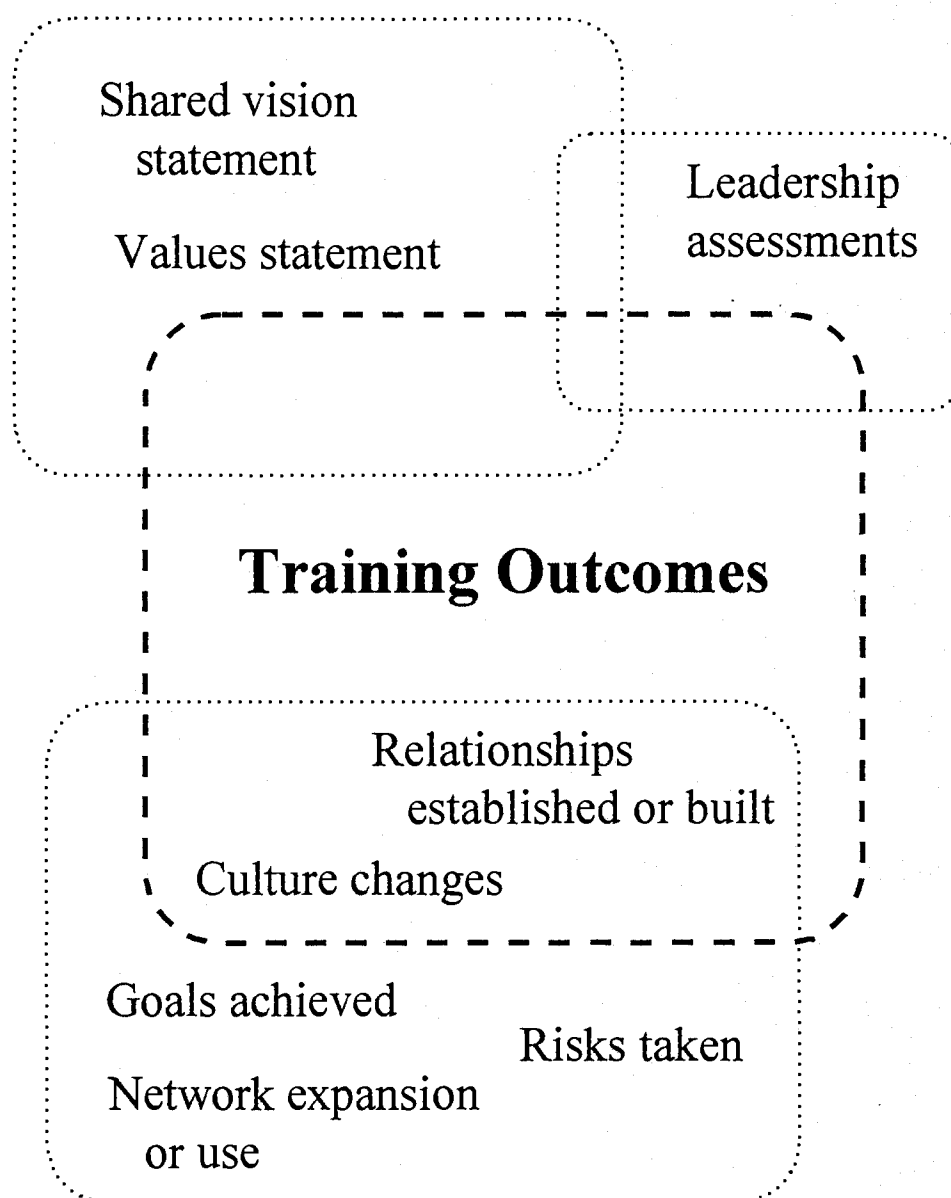 Shared vision
statement
Values statement
Leadership
assessments
Training Outcomes
Relationships
established or built
Culture changes
Goals achieved
Risks taken
Network expansion
or use